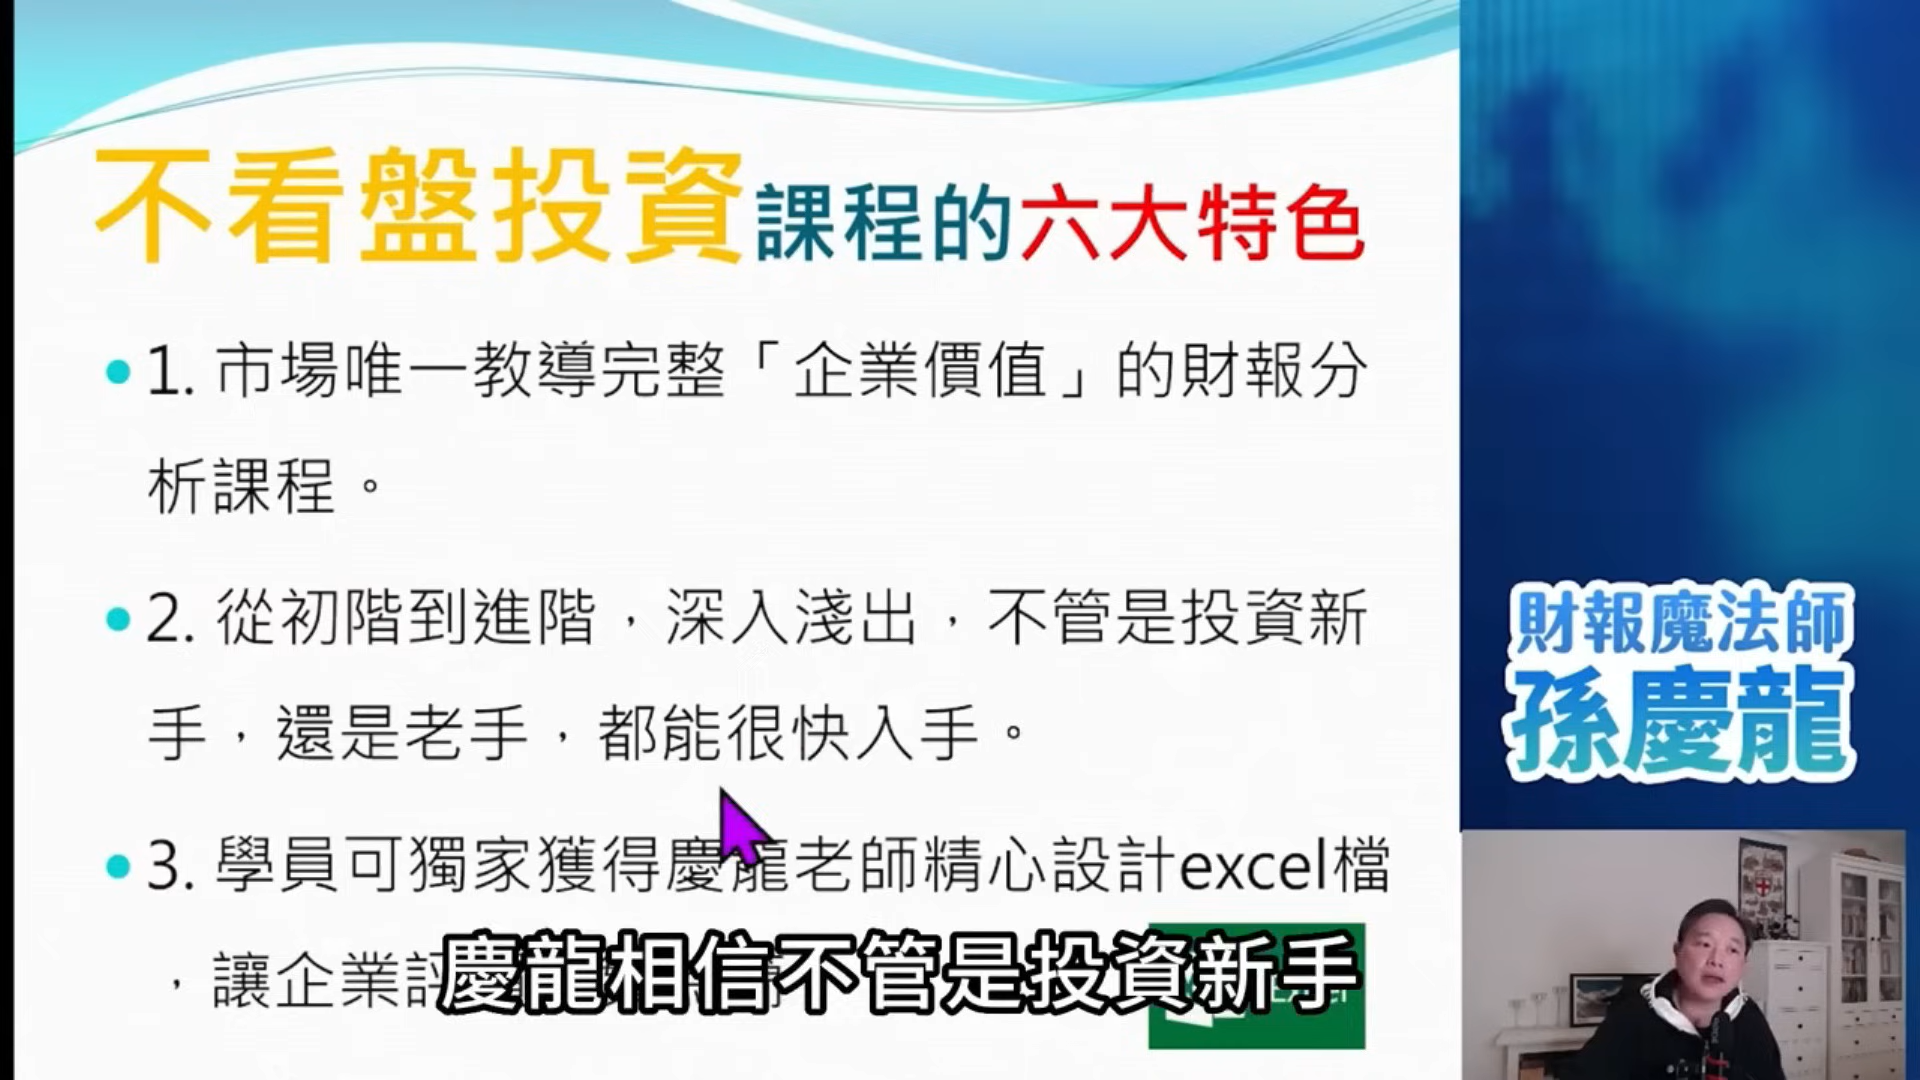 不看盤投資課程的六大特色
1. 市場唯一教導完整「企業價值」的財報分
析課程。
2. 從初階到進階，深入淺出，不管是投資新
手，還是老手，都能很快入手。
3. 學員可獨家獲得慶龍老師精心設計excel檔
，讓企業評
慶龍相信不管是投資新手
財報魔法師
孫慶龍